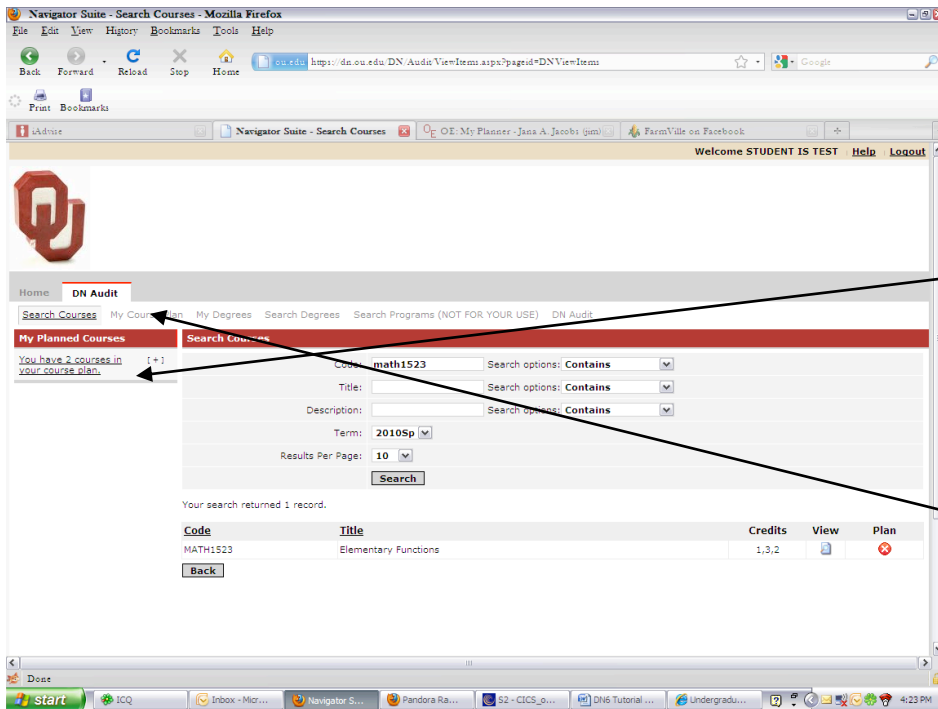 Navigator Suite - Search Courses - Mozilla Firefox
File Edit View History Bookmarks Tools Help
Back Forward Reload Stop Home ou.edu https://dn.ou.edu/DN/Audit/ViewItems.aspx?pageid=DNViewItems Google
Print Bookmarks
iAdvise Navigator Suite - Search Courses OE: My Planner - Jana A. Jacobs (jim) FarmVille on Facebook
Welcome STUDENT IS TEST Help Logout
Home DN Audit
Search Courses My Course Plan My Degrees Search Degrees Search Programs (NOT FOR YOUR USE) DN Audit
My Planned Courses Search Courses
You have 2 courses in [+]
your course plan.
Code: math1523 Search options: Contains
Title: Search options: Contains
Description: Search options: Contains
Term: 2010Sp
Results Per Page: 10
Search
Your search returned 1 record.
Code Title Credits View Plan
MATH1523 Elementary Functions 1,3,2
Back
Done
start ICQ Inbox - Micr... Navigator S... Pandora Ra... S2 - CICS_o... DN6 Tutorial ... Undergradu... 4:23 PM